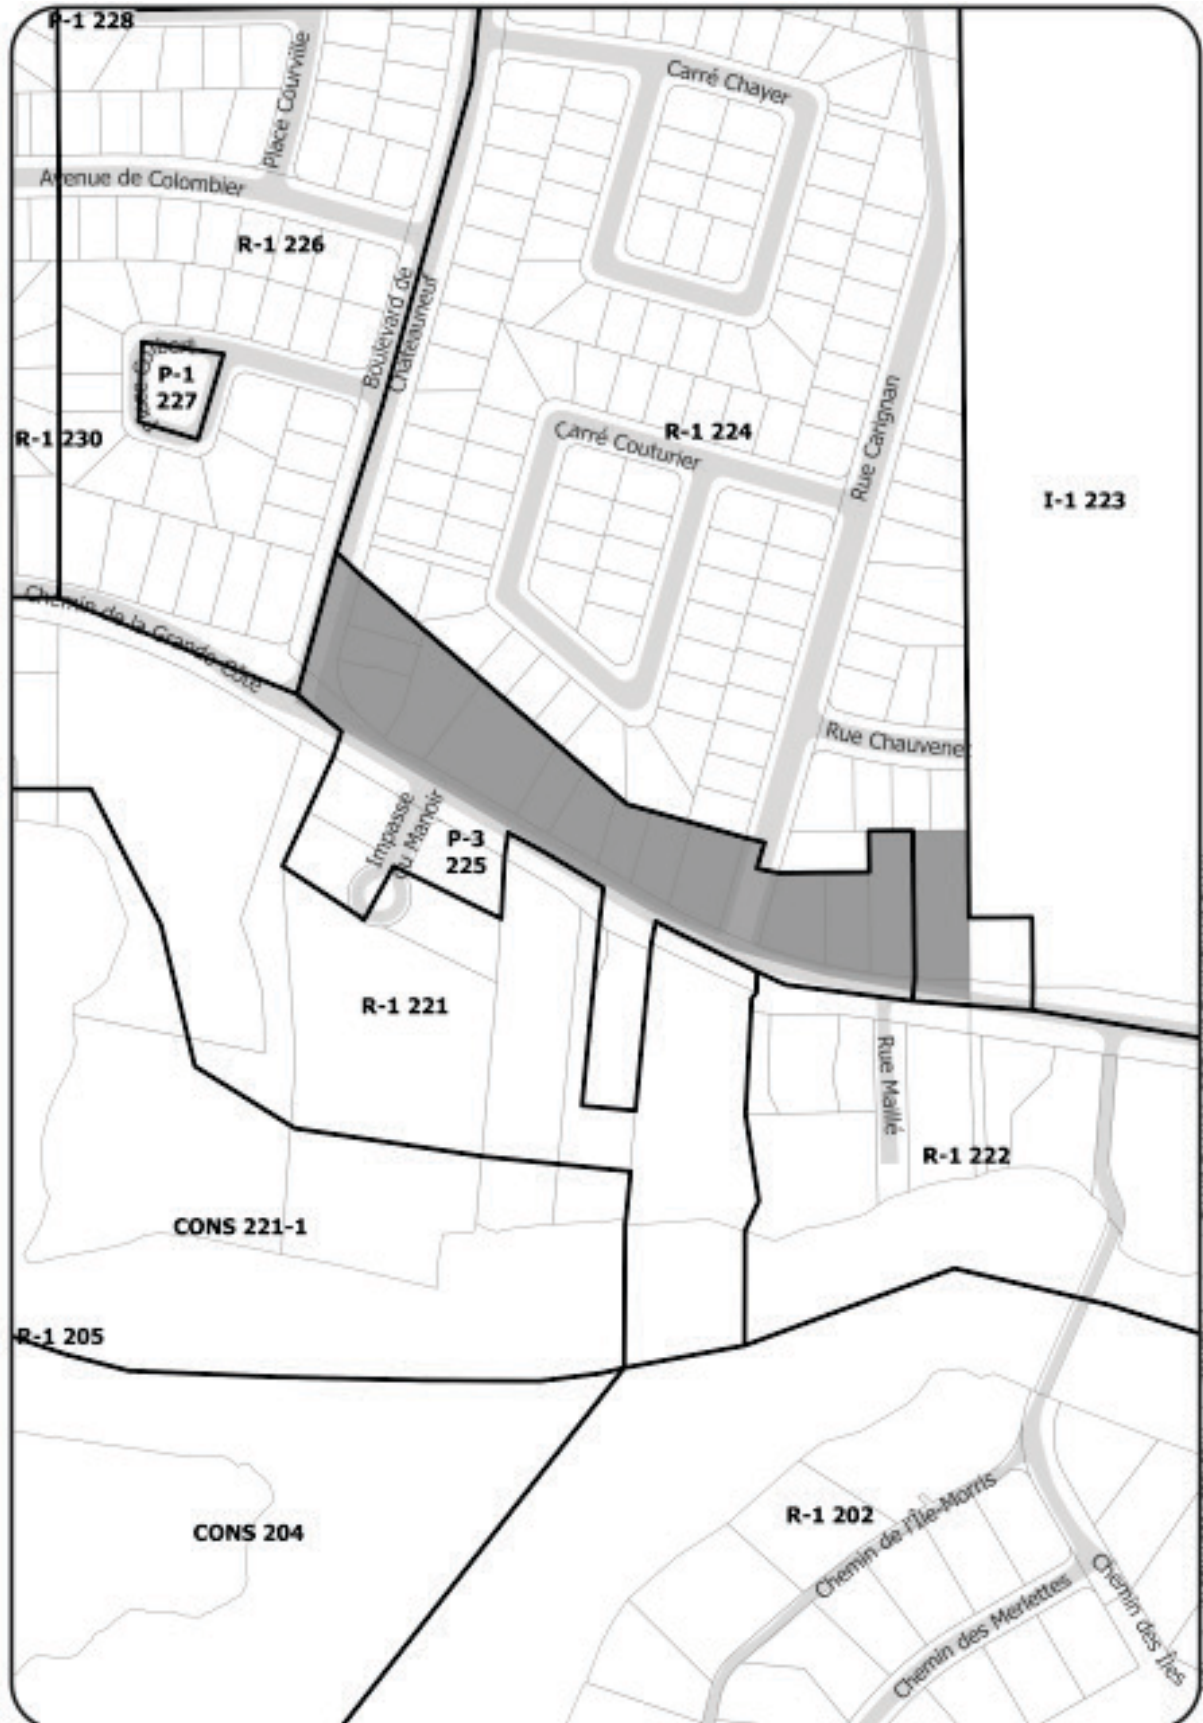 P-1 228
Place Courville
Carré Chayer
Avenue de Colombier
R-1 226
Boulevard de
Chateauneuf
P-1
227
R-1 230
Carré Couturier
R-1 224
Rue Carignan
I-1 223
Chemin de la Grande-Côte
Rue Chauvene
Impasse
du Manoir
P-3
225
R-1 221
Rue Maillé
R-1 222
CONS 221-1
R-1 205
CONS 204
R-1 202
Chemin de l'Île-Morris
Chemin des Merlettes
Chemin des Îles